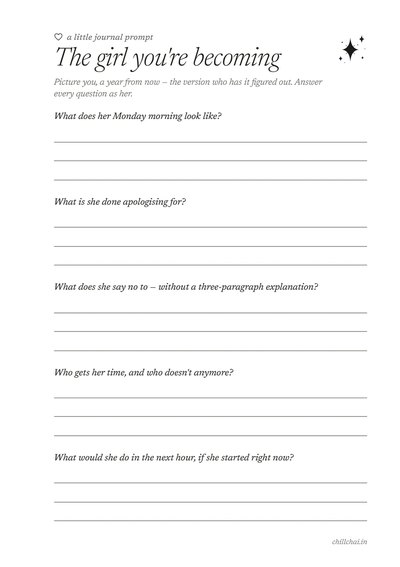 a little journal prompt
The girl you're becoming
Picture you, a year from now – the version who has it figured out. Answer
every question as her.
What does her Monday morning look like?
What is she done apologising for?
What does she say no to – without a three-paragraph explanation?
Who gets her time, and who doesn't anymore?
What would she do in the next hour, if she started right now?
chillchai.in